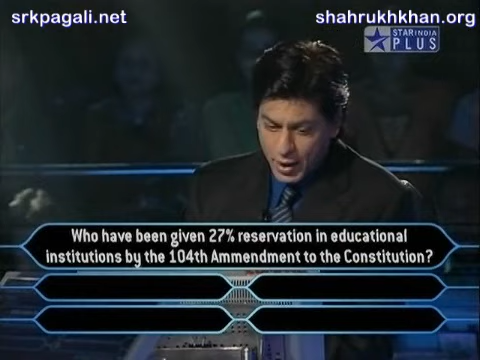 srkpagali.net
shahrukhkhan.org
STAR INDIA
PLUS
Who have been given 27% reservation in educational
institutions by the 104th Ammendment to the Constitution?